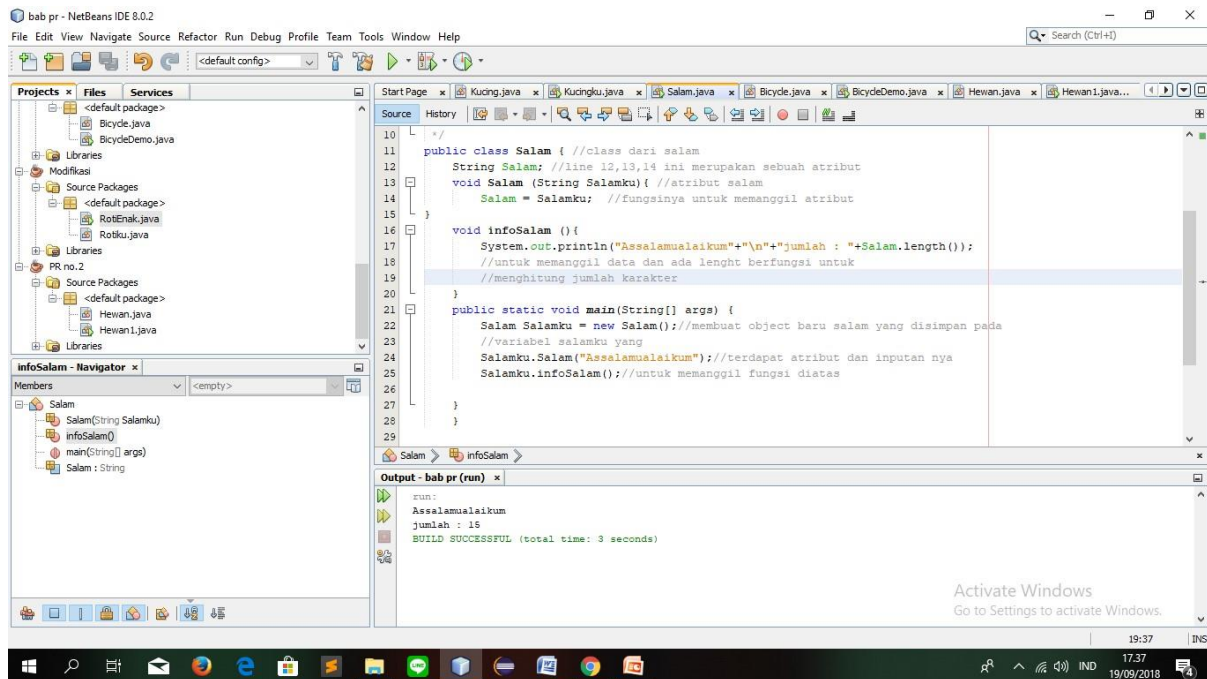 bab pr - NetBeans IDE 8.0.2
File Edit View Navigate Source Refactor Run Debug Profile Team Tools Window Help
Search (Ctrl+I)
<default config>
Projects Files Services
<default package>
Bicycle.java
BicycleDemo.java
Libraries
Modifikasi
Source Packages
<default package>
RotiEnak.java
Rotiku.java
Libraries
PR no.2
Source Packages
<default package>
Hewan.java
Hewan1.java
Libraries
infoSalam - Navigator
Members <empty>
Salam
Salam(String Salamku)
infoSalam()
main(String[] args)
Salam : String
Start Page Kucing.java Kucingku.java Salam.java Bicycle.java BicycleDemo.java Hewan.java Hewan1.java...
Source History
10 */
11 public class Salam { //class dari salam
12 String Salam; //line 12,13,14 ini merupakan sebuah atribut
13 void Salam (String Salamku){ //atribut salam
14 Salam = Salamku; //fungsinya untuk memanggil atribut
15 }
16 void infoSalam (){
17 System.out.println("Assalamualaikum"+"\n"+"jumlah : "+Salam.length());
18 //untuk memanggil data dan ada lenght berfungsi untuk
19 //menghitung jumlah karakter
20 }
21 public static void main(String[] args) {
22 Salam Salamku = new Salam();//membuat object baru salam yang disimpan pada
23 //variabel salamku yang
24 Salamku.Salam("Assalamualaikum");//terdapat atribut dan inputan nya
25 Salamku.infoSalam();//untuk memanggil fungsi diatas
26
27 }
28 }
29
Salam infoSalam
Output - bab pr (run)
run:
Assalamualaikum
jumlah : 15
BUILD SUCCESSFUL (total time: 3 seconds)
Activate Windows
Go to Settings to activate Windows.
19:37 INS
IND
17.37
19/09/2018